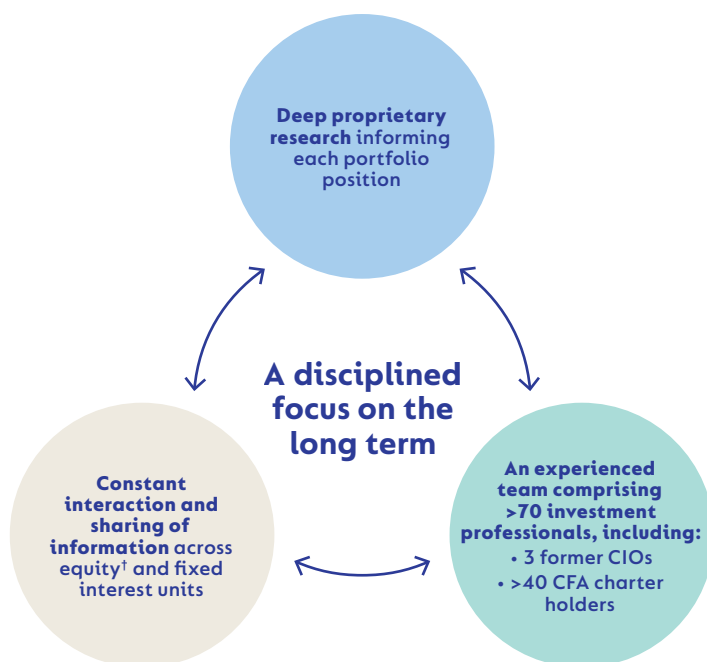 Deep proprietary
research informing
each portfolio
position
A disciplined
focus on the
long term
Constant
interaction and
sharing of
information across
equity† and fixed
interest units
An experienced
team comprising
>70 investment
professionals, including:
• 3 former CIOs
• >40 CFA charter
holders